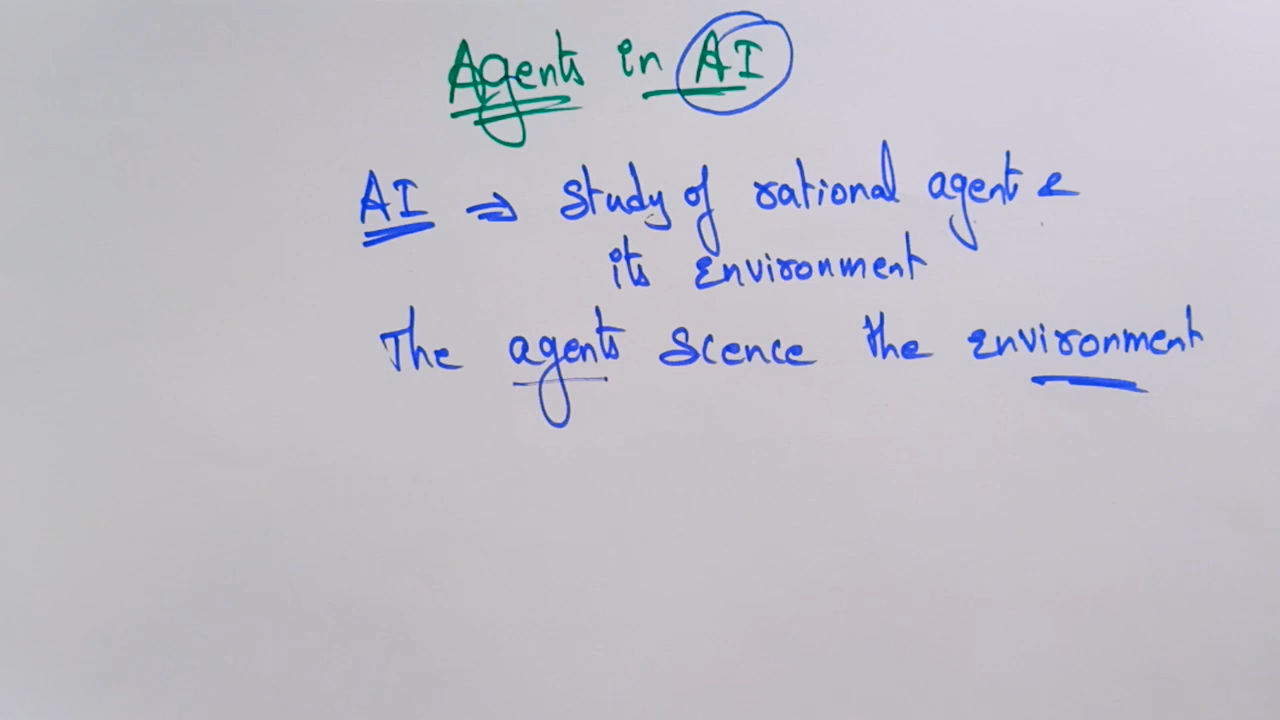 Agents in AI
AI ⇒ study of rational agent &
its environment
The agents scence the environment